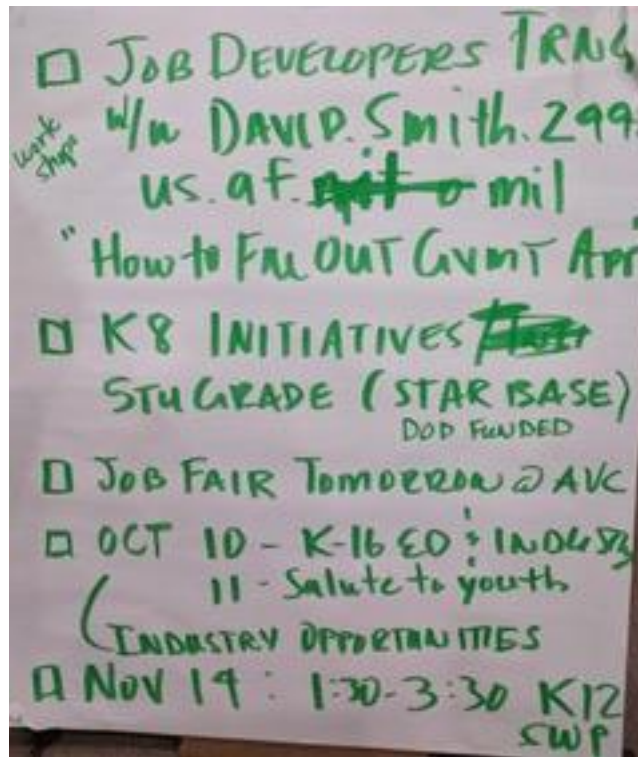 □ JOB DEVELOPERS TRNG
work shops
w/n DAVID.Smith.299
us.af. mil
"HOW to FILL OUT GVMT APP
□ K8 INITIATIVES
5TH GRADE (STAR BASE)
DOD FUNDED
□ JOB FAIR TOMORROW @ AVC
□ OCT 10 - K-16 ED & INDUSTRY
11 - Salute to youth
INDUSTRY OPPORTUNITIES
□ NOV 14 : 1:30-3:30 K12
SWP